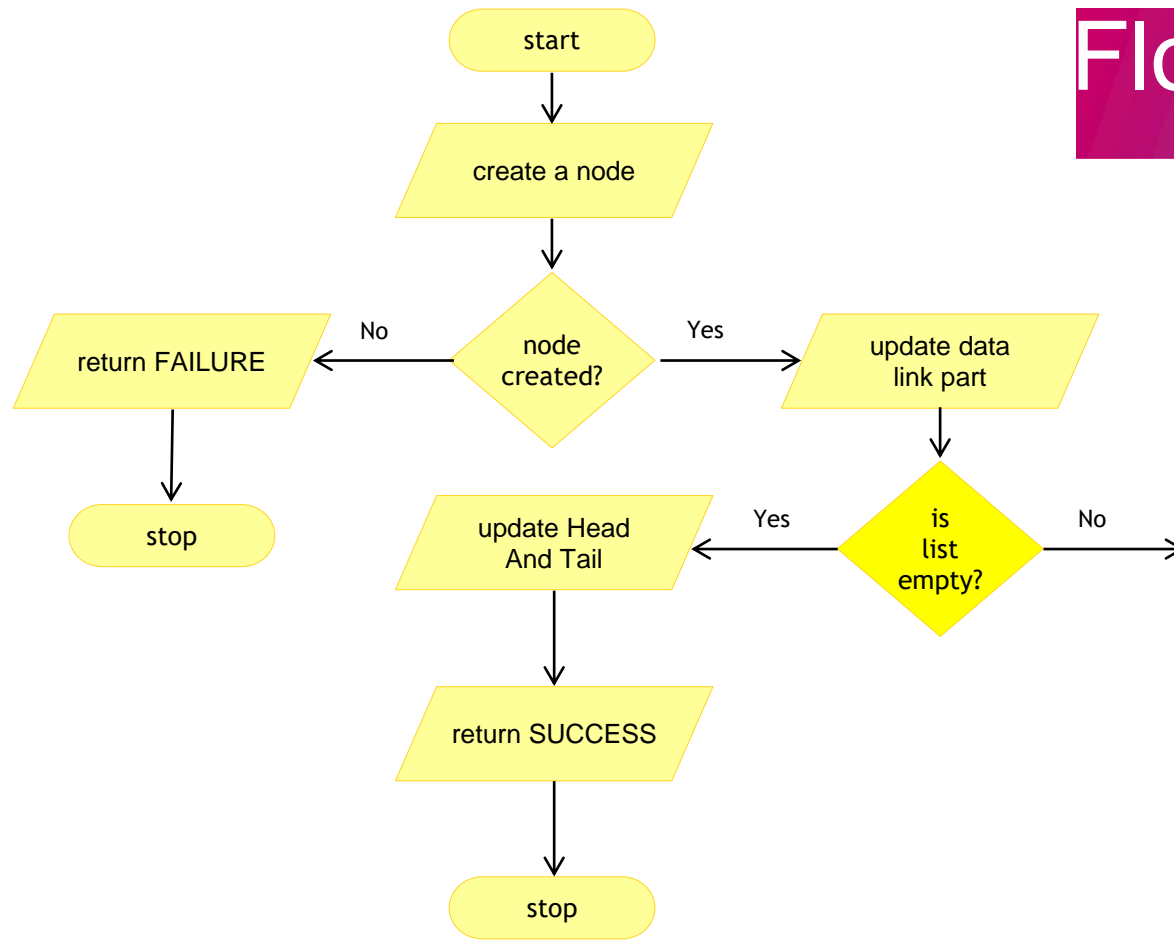 start
Flo
create a node
No
Yes
return FAILURE
node
created?
update data
link part
stop
update Head
And Tail
Yes
is
list
empty?
No
return SUCCESS
stop